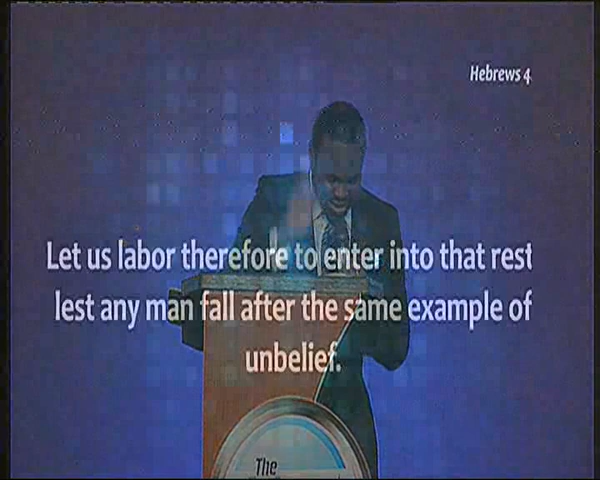 Hebrews 4
Let us labor therefore to enter into that rest
lest any man fall after the same example of
unbelief.
The